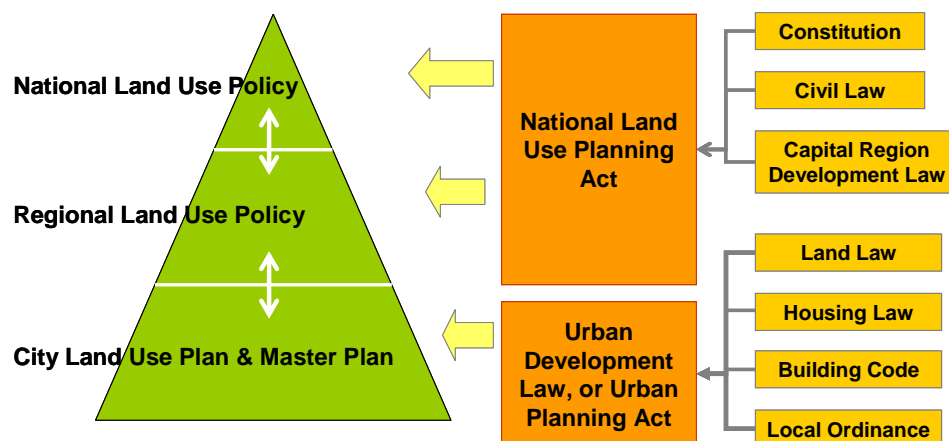 National Land Use Policy
Regional Land Use Policy
City Land Use Plan & Master Plan
National Land
Use Planning
Act
Urban
Development
Law, or Urban
Planning Act
Constitution
Civil Law
Capital Region
Development Law
Land Law
Housing Law
Building Code
Local Ordinance